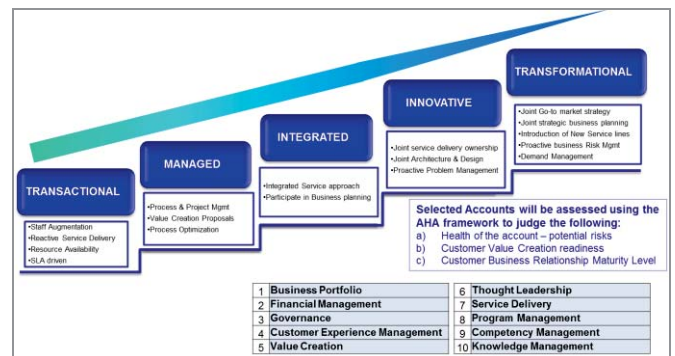 TRANSFORMATIONAL
•Joint Go-to market strategy
•Joint strategic business planning
•Introduction of New Service lines
•Proactive business Risk Mgmt
•Demand Management
INNOVATIVE
•Joint service delivery ownership
•Joint Architecture & Design
•Proactive Problem Management
INTEGRATED
•Integrated Service approach
•Participate in Business planning
MANAGED
•Process & Project Mgmt
•Value Creation Proposals
•Process Optimization
TRANSACTIONAL
•Staff Augmentation
•Reactive Service Delivery
•Resource Availability
•SLA driven
Selected Accounts will be assessed using the
AHA framework to judge the following:
a) Health of the account – potential risks
b) Customer Value Creation readiness
c) Customer Business Relationship Maturity Level
1 Business Portfolio
2 Financial Management
3 Governance
4 Customer Experience Management
5 Value Creation
6 Thought Leadership
7 Service Delivery
8 Program Management
9 Competency Management
10 Knowledge Management